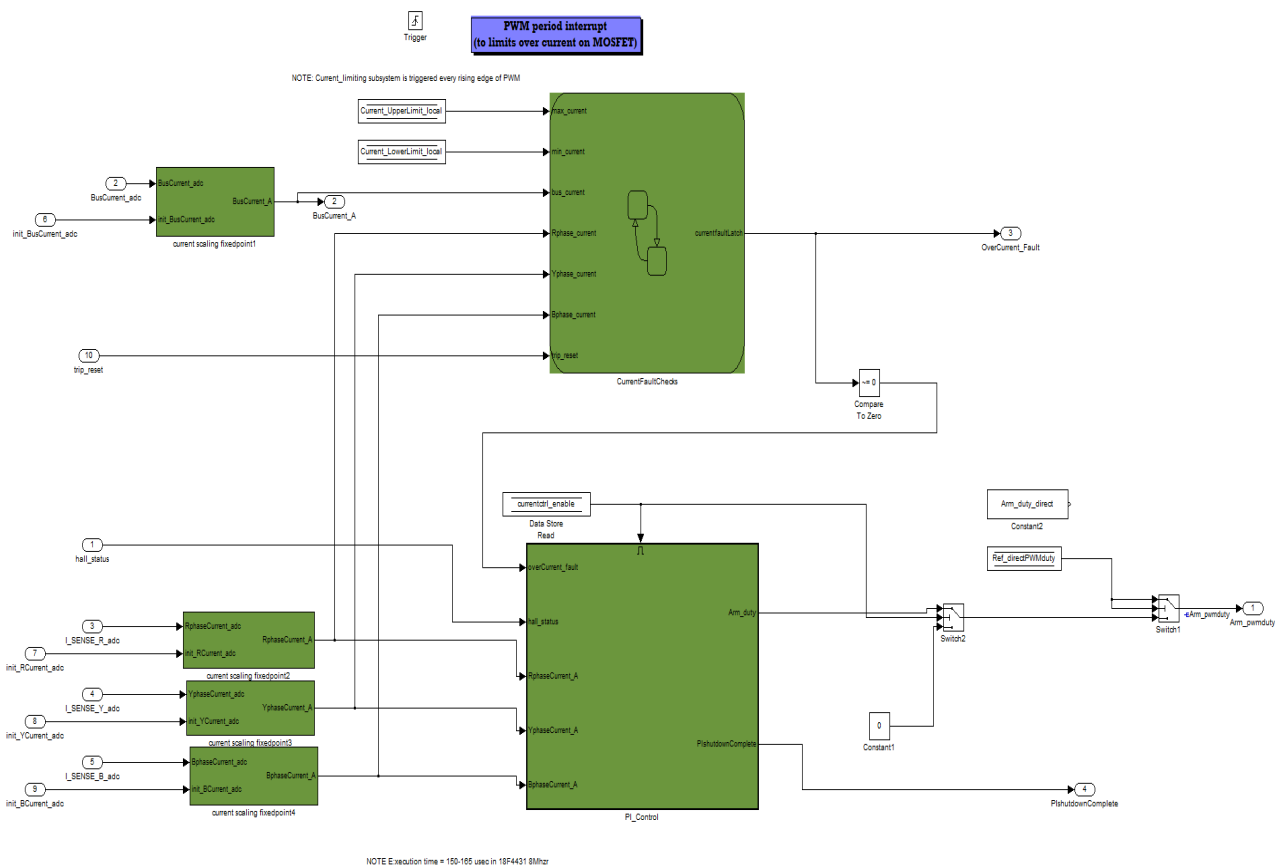 Trigger
PWM period interrupt
(to limits over current on MOSFET)
NOTE: Current_limiting subsystem is triggered every rising edge of PWM
Current_UpperLimit_local
max_current
Current_LowerLimit_local
min_current
2
BusCurrent_adc
BusCurrent_adc
6
init_BusCurrent_adc
init_BusCurrent_adc
BusCurrent_A
current scaling fixedpoint1
2
BusCurrent_A
bus_current
Rphase_current
Yphase_current
Bphase_current
10
trip_reset
trip_reset
currentfaultLatch
CurrentFaultChecks
3
OverCurrent_Fault
~= 0
Compare
To Zero
currentctrl_enable
Data Store
Read
Arm_duty_direct
Constant2
Ref_directPWMduty
1
hall_status
overCurrent_fault
hall_status
RphaseCurrent_A
YphaseCurrent_A
BphaseCurrent_A
Arm_duty
PIshutdownComplete
PI_Control
Switch2
Switch1
Arm_pwmduty
1
Arm_pwmduty
0
Constant1
3
I_SENSE_R_adc
7
init_RCurrent_adc
RphaseCurrent_adc
init_RCurrent_adc
RphaseCurrent_A
current scaling fixedpoint2
4
I_SENSE_Y_adc
8
init_YCurrent_adc
YphaseCurrent_adc
init_YCurrent_adc
YphaseCurrent_A
current scaling fixedpoint3
5
I_SENSE_B_adc
9
init_BCurrent_adc
BphaseCurrent_adc
init_BCurrent_adc
BphaseCurrent_A
current scaling fixedpoint4
4
PIshutdownComplete
NOTE Execution time = 150-165 usec in 18F4431 8Mhzr